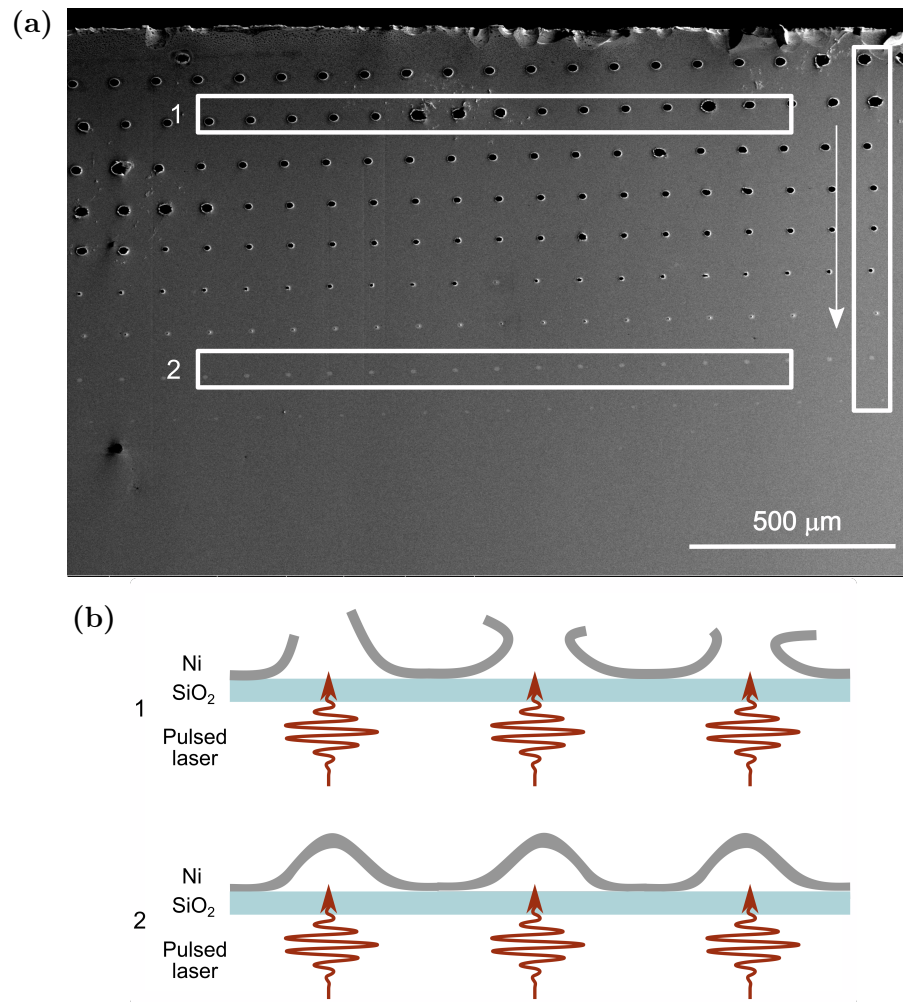 (a)
1
2
500 μm
(b)
Ni
SiO₂
1
Pulsed
laser
Ni
SiO₂
2
Pulsed
laser